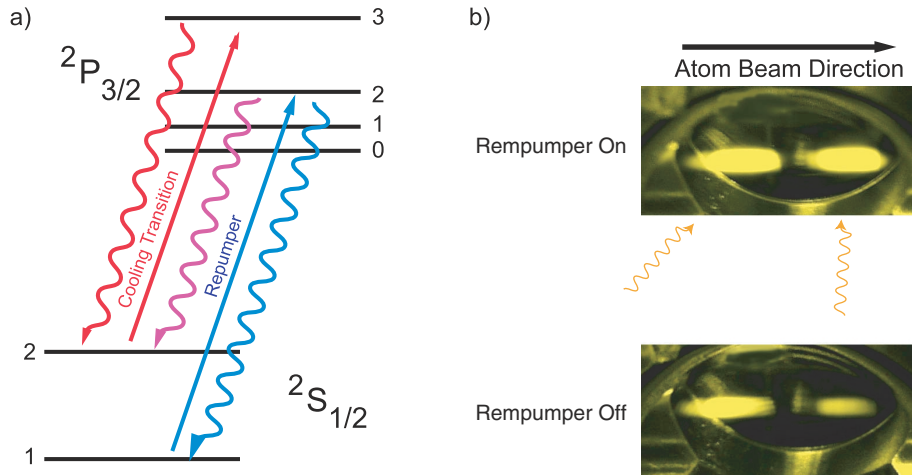 a)
3
2P3/2
2
1
0
Cooling Transition
Repumper
2
2S1/2
1
b)
Atom Beam Direction
Rempumper On
Rempumper Off